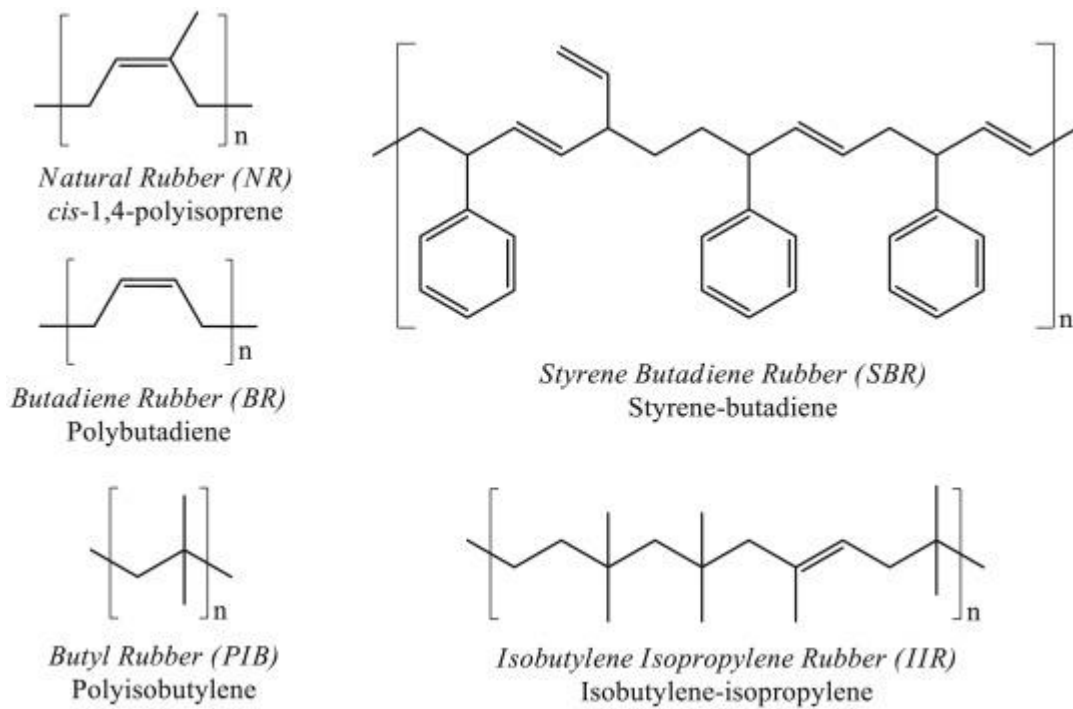 n
Natural Rubber (NR)
cis-1,4-polyisoprene
n
Butadiene Rubber (BR)
Polybutadiene
n
Styrene Butadiene Rubber (SBR)
Styrene-butadiene
n
Butyl Rubber (PIB)
Polyisobutylene
n
Isobutylene Isopropylene Rubber (IIR)
Isobutylene-isopropylene